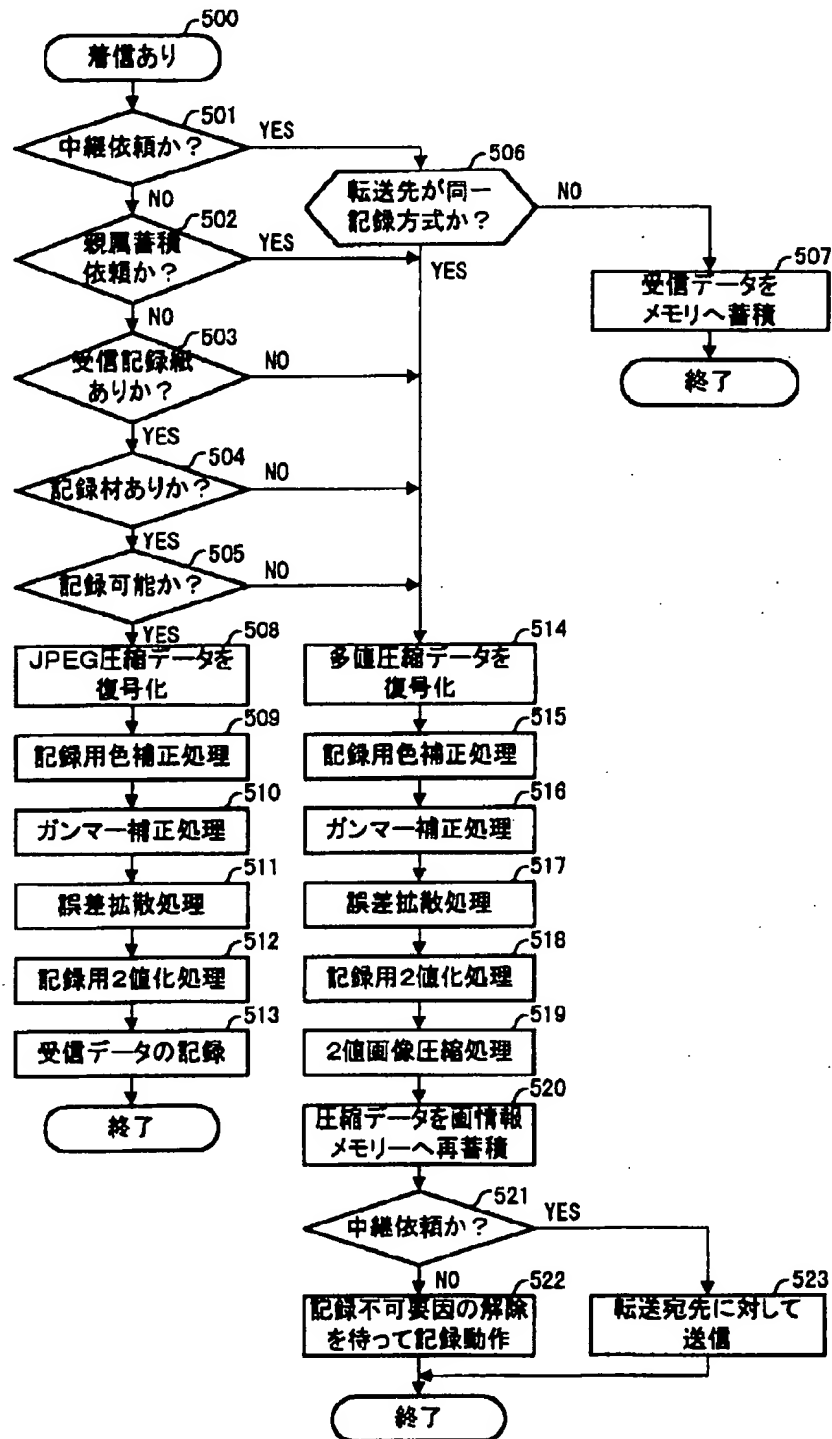 500
着信あり
501
中継依頼か?
YES
NO
506
転送先が同一
記録方式か?
NO
YES
502
親展蓄積
依頼か?
YES
NO
507
受信データを
メモリへ蓄積
終了
503
受信記録紙
ありか?
NO
YES
504
記録材ありか?
NO
YES
505
記録可能か?
NO
YES
508
JPEG圧縮データを
復号化
509
記録用色補正処理
510
ガンマー補正処理
511
誤差拡散処理
512
記録用2値化処理
513
受信データの記録
終了
514
多値圧縮データを
復号化
515
記録用色補正処理
516
ガンマー補正処理
517
誤差拡散処理
518
記録用2値化処理
519
2値画像圧縮処理
520
圧縮データを画情報
メモリーへ再蓄積
521
中継依頼か?
YES
NO
522
記録不可要因の解除
を待って記録動作
523
転送宛先に対して
送信
終了